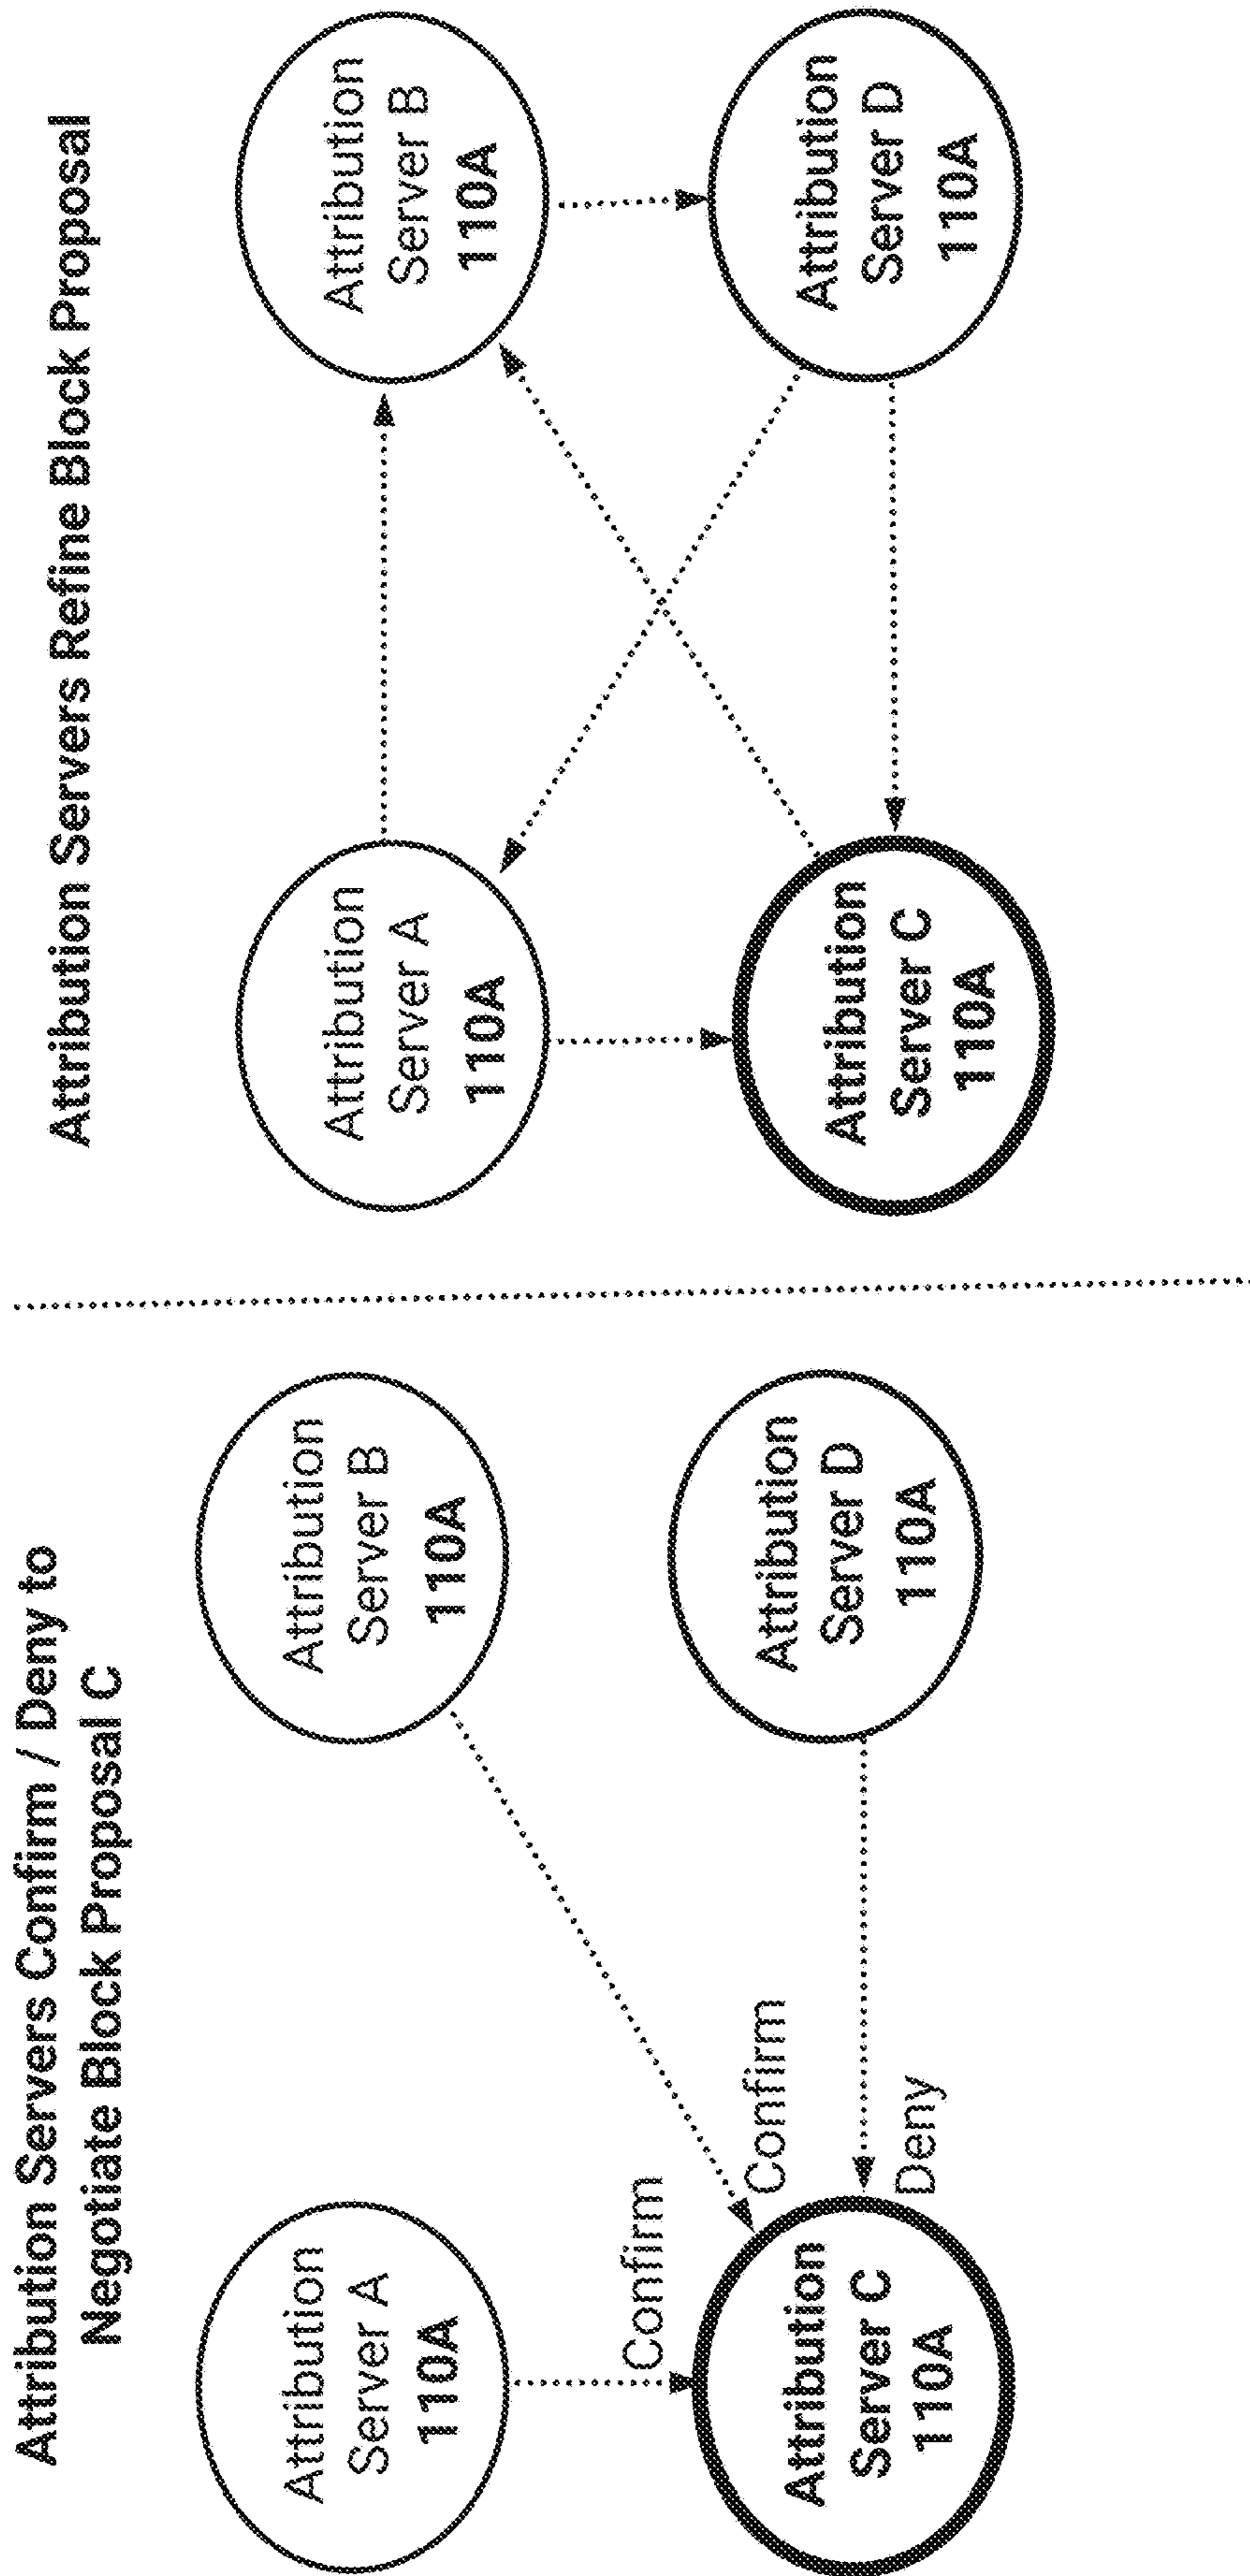 Attribution Servers Confirm / Deny to
Negotiate Block Proposal C
Attribution
Server A
110A
Attribution
Server B
110A
Confirm
Confirm
Deny
Attribution
Server C
110A
Attribution
Server D
110A
Attribution Servers Refine Block Proposal
Attribution
Server A
110A
Attribution
Server B
110A
Attribution
Server C
110A
Attribution
Server D
110A